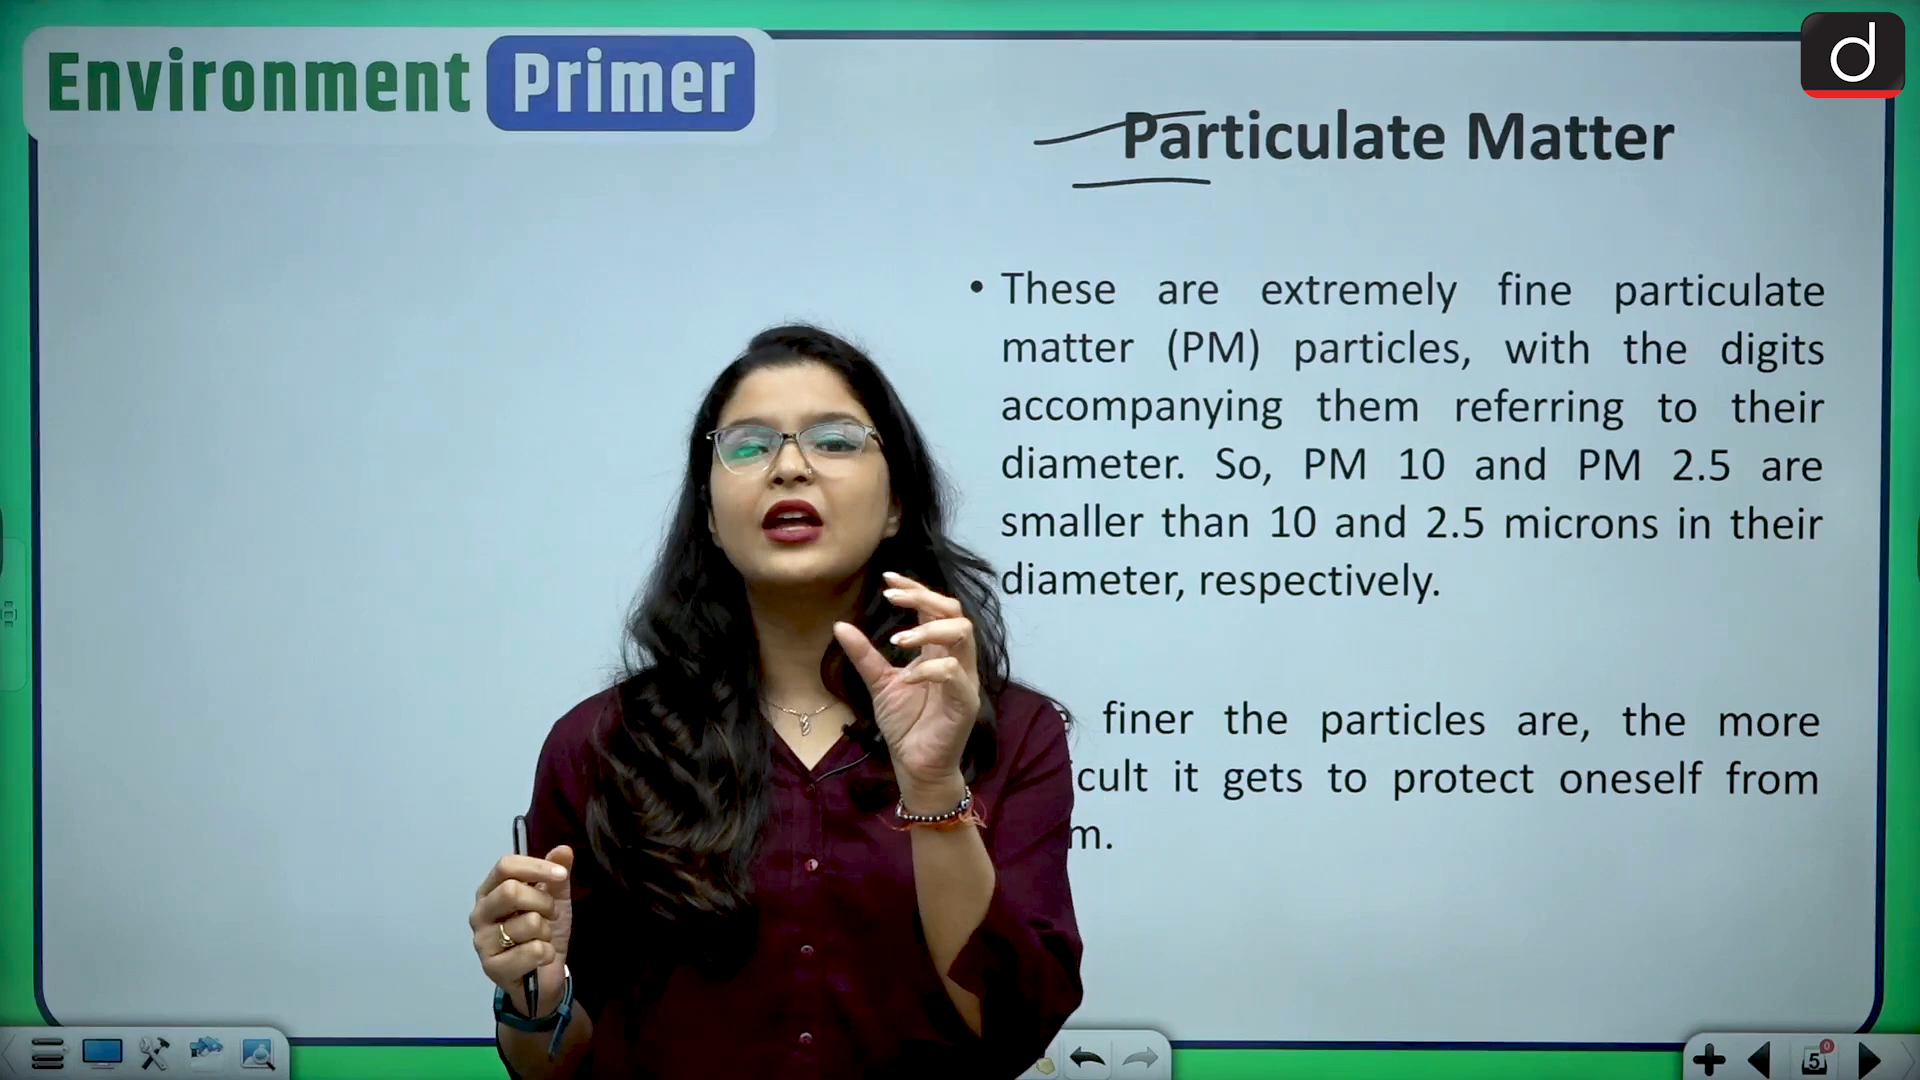 Environment Primer
d
Particulate Matter
• These are extremely fine particulate
matter (PM) particles, with the digits
accompanying them referring to their
diameter. So, PM 10 and PM 2.5 are
smaller than 10 and 2.5 microns in their
diameter, respectively.
finer the particles are, the more
it gets to protect oneself from
5
0